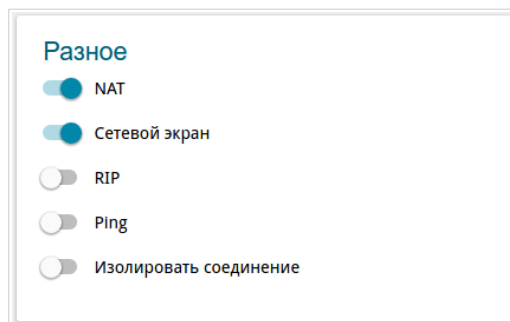 Разное
NAT
Сетевой экран
RIP
Ping
Изолировать соединение